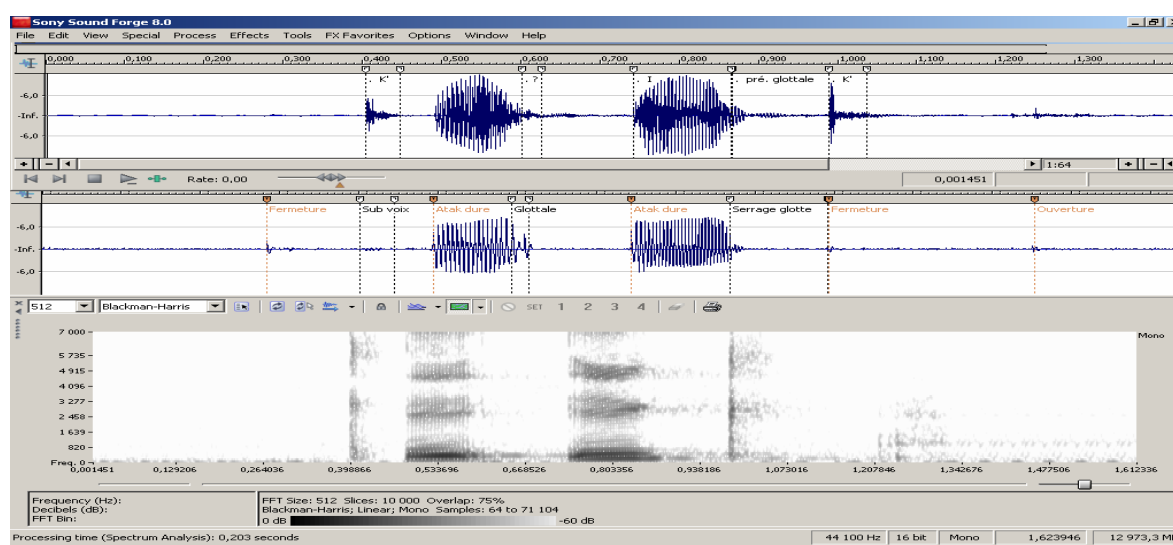 Sony Sound Forge 8.0
File Edit View Special Process Effects Tools FX Favorites Options Window Help
0,000 0,100 0,200 0,300 0,400 0,500 0,600 0,700 0,800 0,900 1,000 1,100 1,200 1,300
. K' . ? . I . pré. glottale . K'
-6,0
-Inf.
-6,0
1:64
Rate: 0,00 0,001451
Fermeture Sub voix Atak dure Glottale Atak dure Serrage glotte Fermeture Ouverture
-6,0
-Inf.
-6,0
512 Blackman-Harris SET 1 2 3 4
7 000
Mono
5 735
4 915
4 096
3 277
2 458
1 639
820
Freq. 0
0,001451 0,129206 0,264036 0,398866 0,533696 0,668526 0,803356 0,938186 1,073016 1,207846 1,342676 1,477506 1,612336
Frequency (Hz): FFT Size: 512 Slices: 10 000 Overlap: 75%
Decibels (dB): Blackman-Harris; Linear; Mono Samples: 64 to 71 104
FFT Bin: 0 dB -60 dB
Processing time (Spectrum Analysis): 0,203 seconds 44 100 Hz 16 bit Mono 1,623946 12 973,3 M